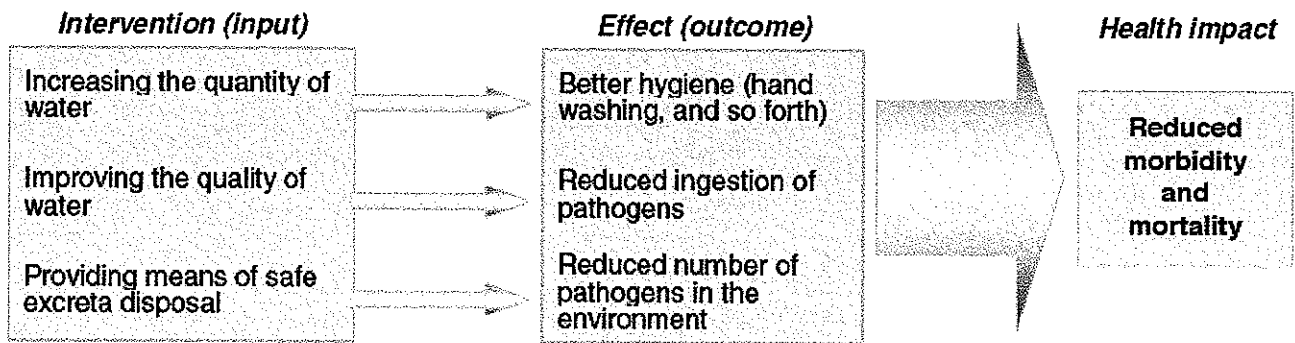 Intervention (input)
Increasing the quantity of
water
Improving the quality of
water
Providing means of safe
excreta disposal
Effect (outcome)
Better hygiene (hand
washing, and so forth)
Reduced ingestion of
pathogens
Reduced number of
pathogens in the
environment
Health impact
Reduced
morbidity
and
mortality